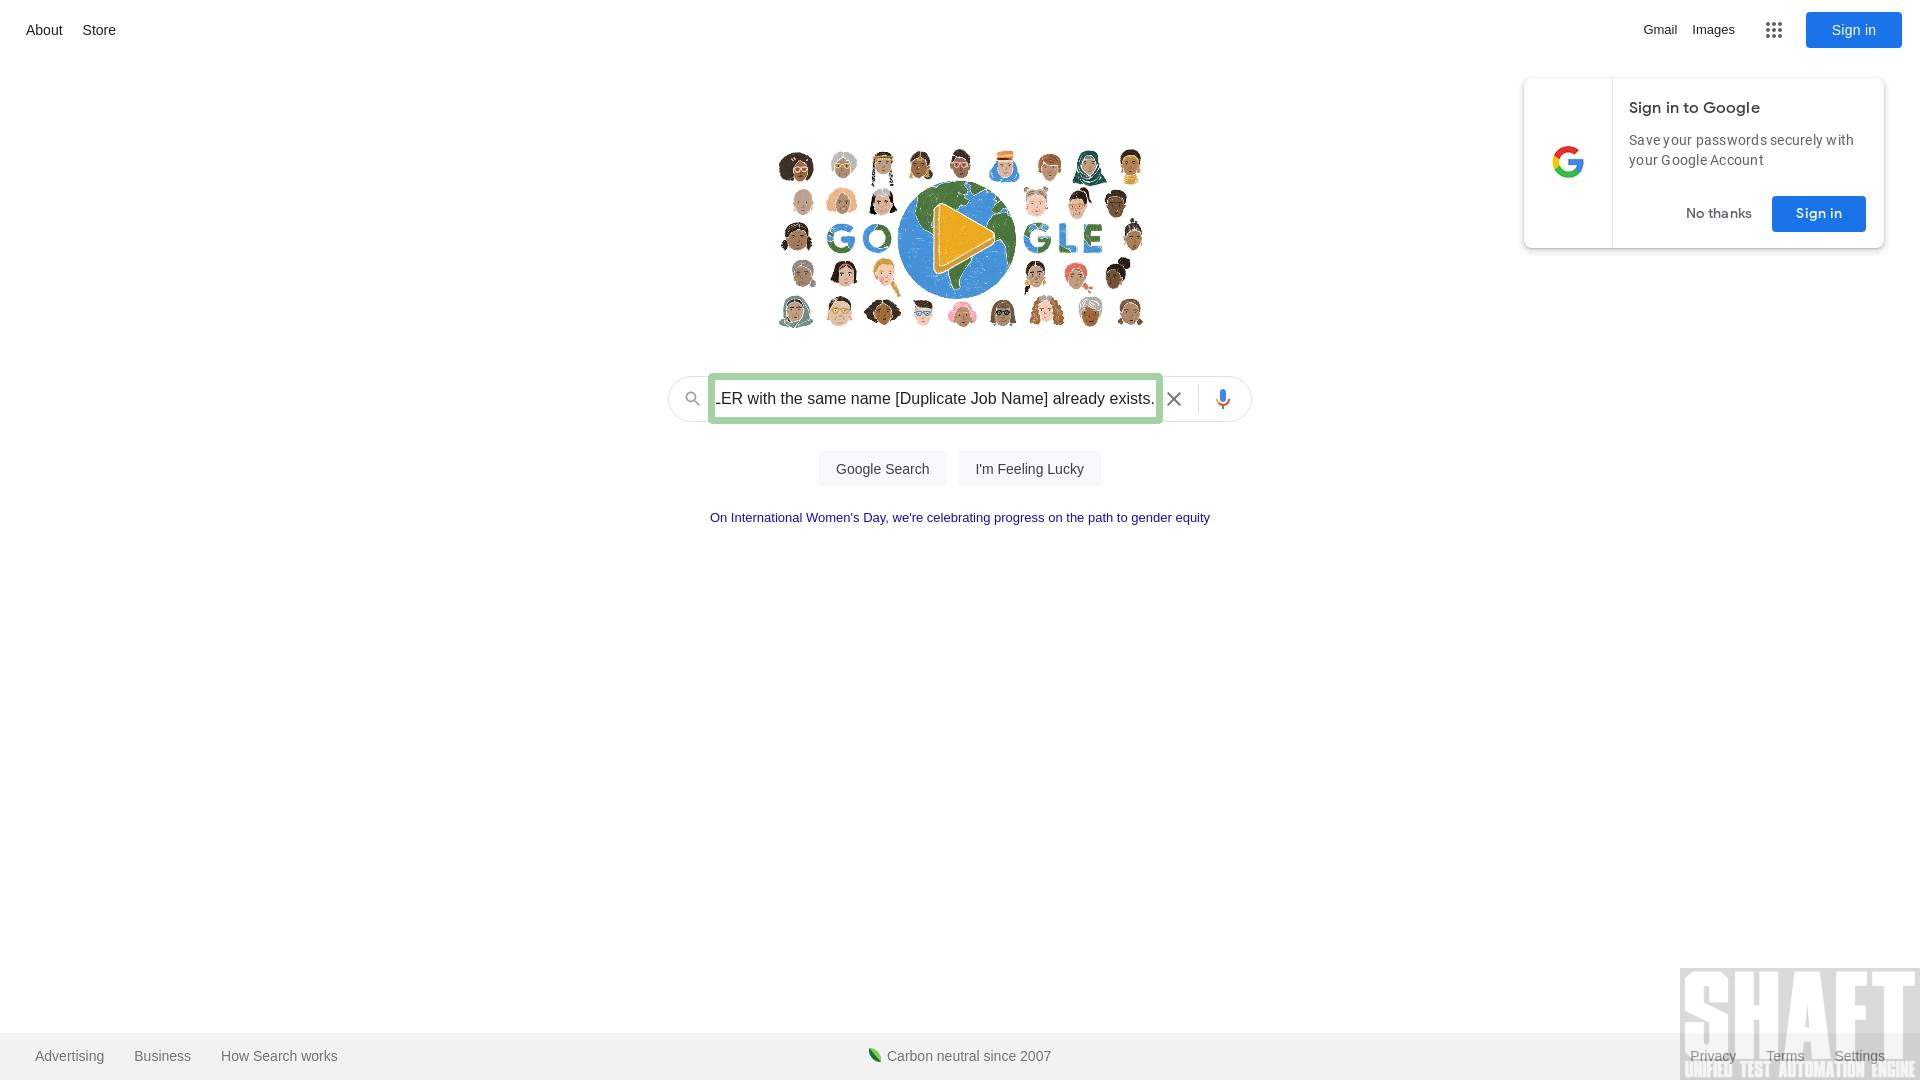 About Store
Gmail Images Sign in
Sign in to Google
Save your passwords securely with
your Google Account
No thanks Sign in
GO GLE
LER with the same name [Duplicate Job Name] already exists.
Google Search I'm Feeling Lucky
On International Women's Day, we're celebrating progress on the path to gender equity
SHAFT
Advertising Business How Search works Carbon neutral since 2007 Privacy Terms Settings
UNIFIED TEST AUTOMATION ENGINE